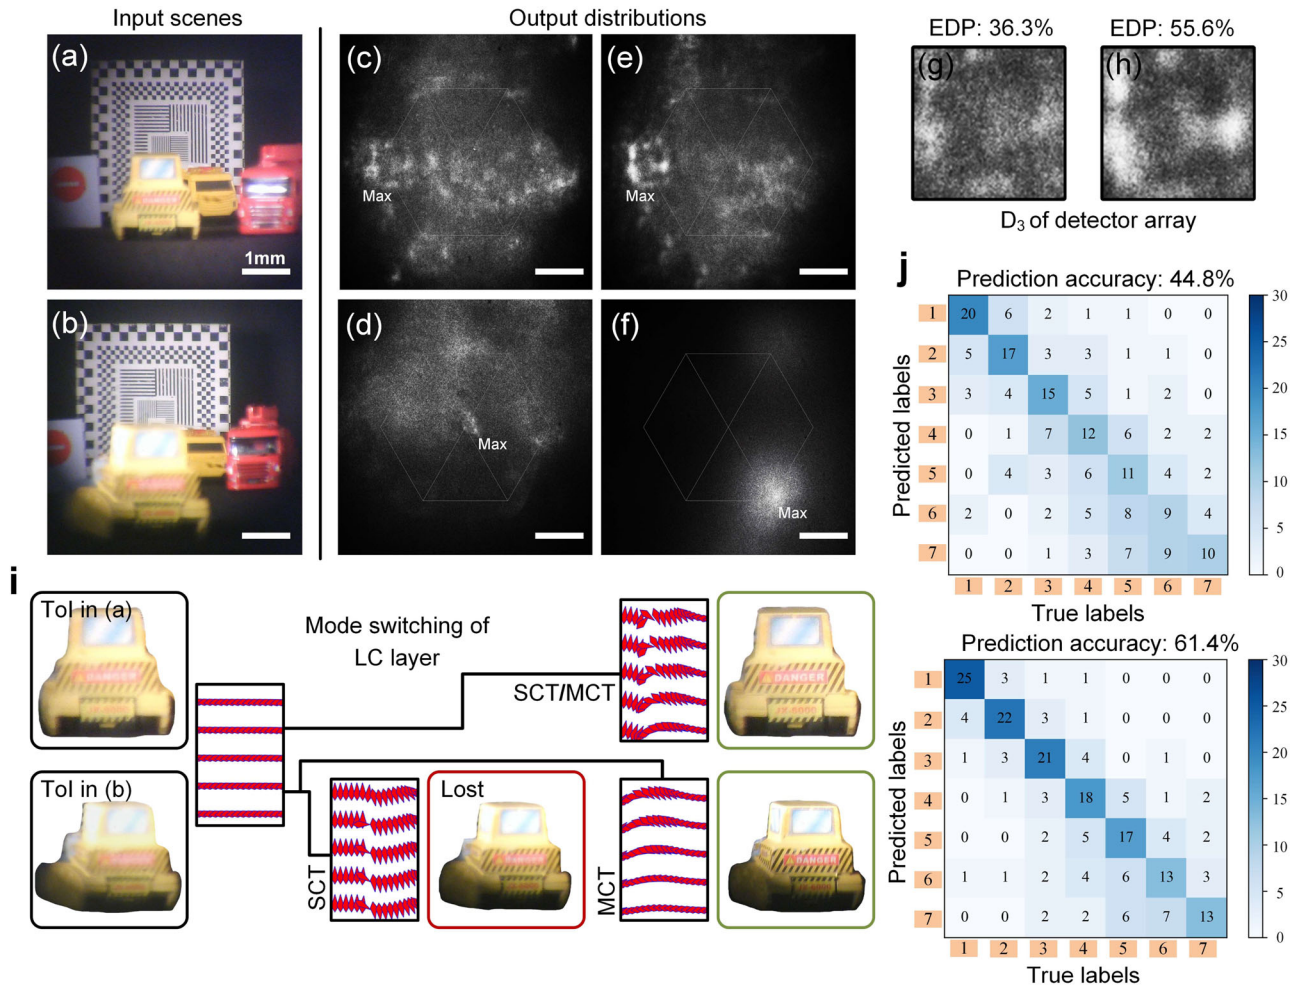 Input scenes
Output distributions
(a)
1mm
(b)
(c)
Max
(e)
Max
(d)
Max
(f)
Max
EDP: 36.3%
(g)
EDP: 55.6%
(h)
D₃ of detector array
i
ToI in (a)
DANGER
ToI in (b)
Mode switching of
LC layer
SCT/MCT
DANGER
SCT
Lost
DANGER
MCT
DANGER
j
Prediction accuracy: 44.8%
Predicted labels
1 20 6 2 1 1 0 0
2 5 17 3 3 1 1 0
3 3 4 15 5 1 2 0
4 0 1 7 12 6 2 2
5 0 4 3 6 11 4 2
6 2 0 2 5 8 9 4
7 0 0 1 3 7 9 10
1 2 3 4 5 6 7
True labels
30
25
20
15
10
5
0
Prediction accuracy: 61.4%
Predicted labels
1 25 3 1 1 0 0 0
2 4 22 3 1 0 0 0
3 1 3 21 4 0 1 0
4 0 1 3 18 5 1 2
5 0 0 2 5 17 4 2
6 1 1 2 4 6 13 3
7 0 0 2 2 6 7 13
1 2 3 4 5 6 7
True labels
30
25
20
15
10
5
0